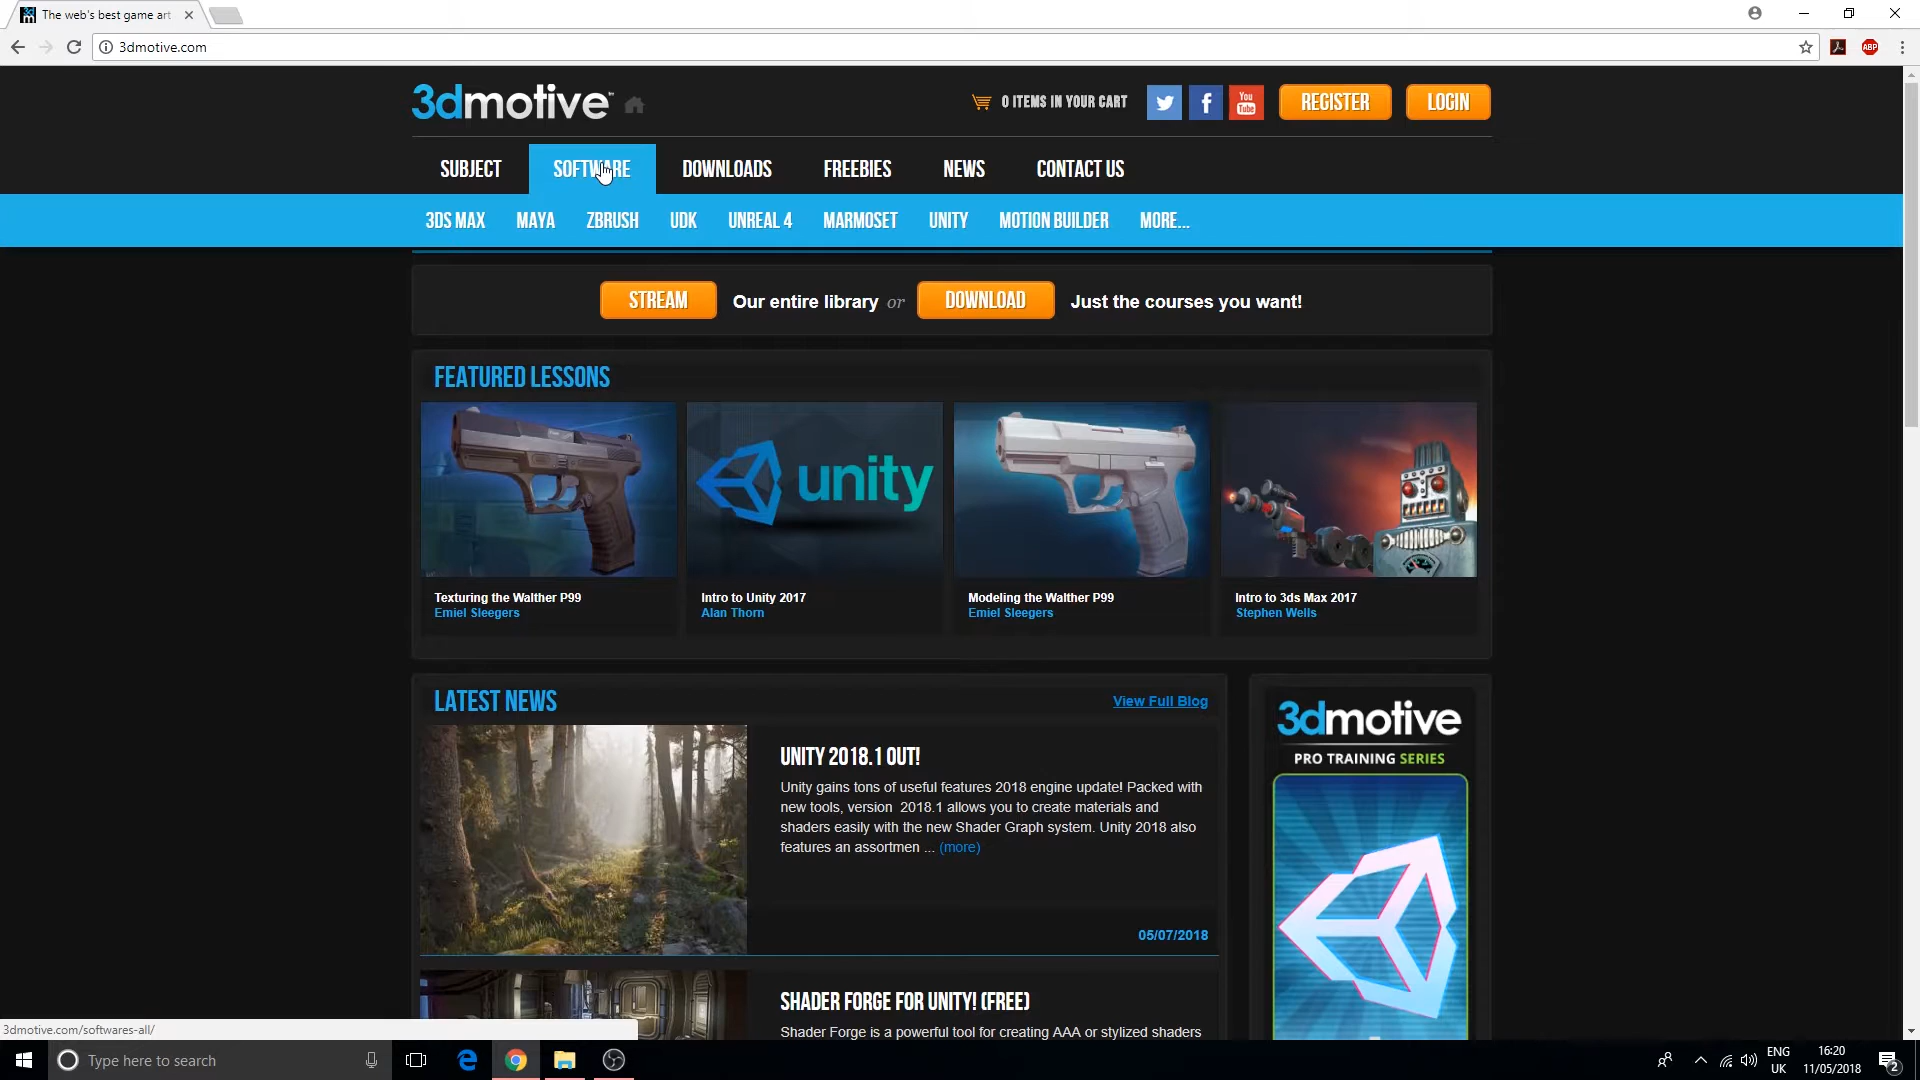 The web's best game art
3dmotive.com
3dmotive™
0 ITEMS IN YOUR CART
You Tube
REGISTER
LOGIN
ABP
SUBJECT
SOFTWARE
DOWNLOADS
FREEBIES
NEWS
CONTACT US
3DS MAX
MAYA
ZBRUSH
UDK
UNREAL 4
MARMOSET
UNITY
MOTION BUILDER
MORE...
STREAM
Our entire library or
DOWNLOAD
Just the courses you want!
FEATURED LESSONS
unity
Texturing the Walther P99
Emiel Sleegers
Intro to Unity 2017
Alan Thorn
Modeling the Walther P99
Emiel Sleegers
Intro to 3ds Max 2017
Stephen Wells
LATEST NEWS
View Full Blog
UNITY 2018.1 OUT!
Unity gains tons of useful features 2018 engine update! Packed with
new tools, version 2018.1 allows you to create materials and
shaders easily with the new Shader Graph system. Unity 2018 also
features an assortmen ... (more)
05/07/2018
SHADER FORGE FOR UNITY! (FREE)
Shader Forge is a powerful tool for creating AAA or stylized shaders
3dmotive
PRO TRAINING SERIES
3dmotive.com/softwares-all/
Type here to search
ENG
UK
16:20
11/05/2018
2